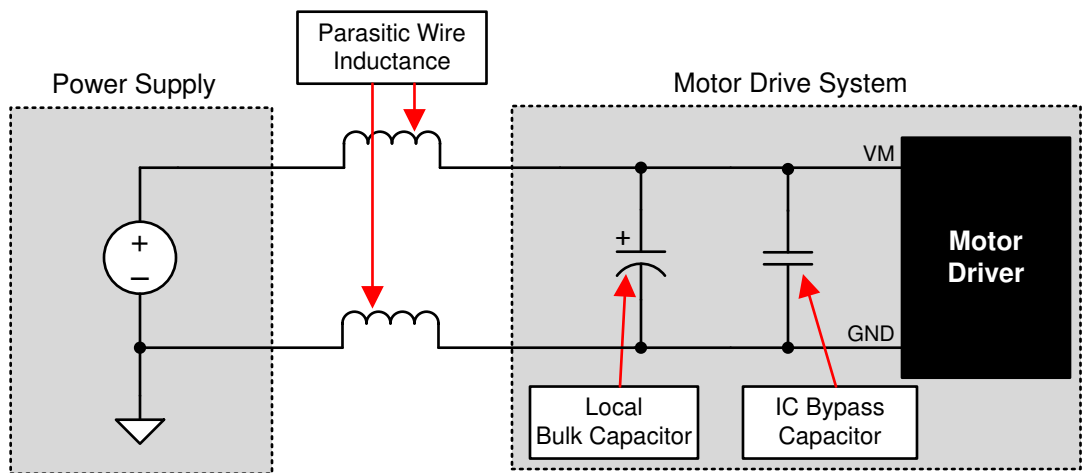 Parasitic Wire
Inductance
Power Supply
Motor Drive System
VM
+
–
+
Motor
Driver
GND
Local
Bulk Capacitor
IC Bypass
Capacitor